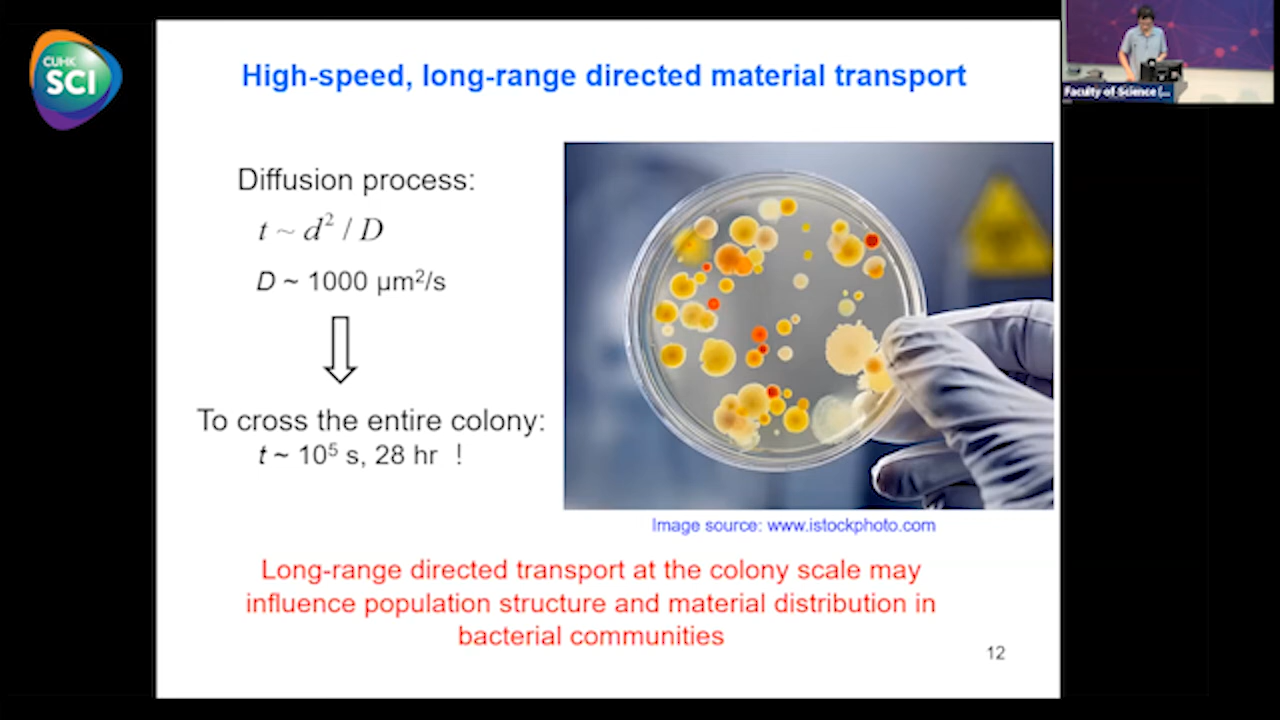 CUHK
SCI
High-speed, long-range directed material transport
Diffusion process:
t ~ d² / D
D ~ 1000 µm²/s
To cross the entire colony:
t ~ 10⁵ s, 28 hr !
Image source: www.istockphoto.com
Long-range directed transport at the colony scale may
influence population structure and material distribution in
bacterial communities
12
Faculty of Science (...